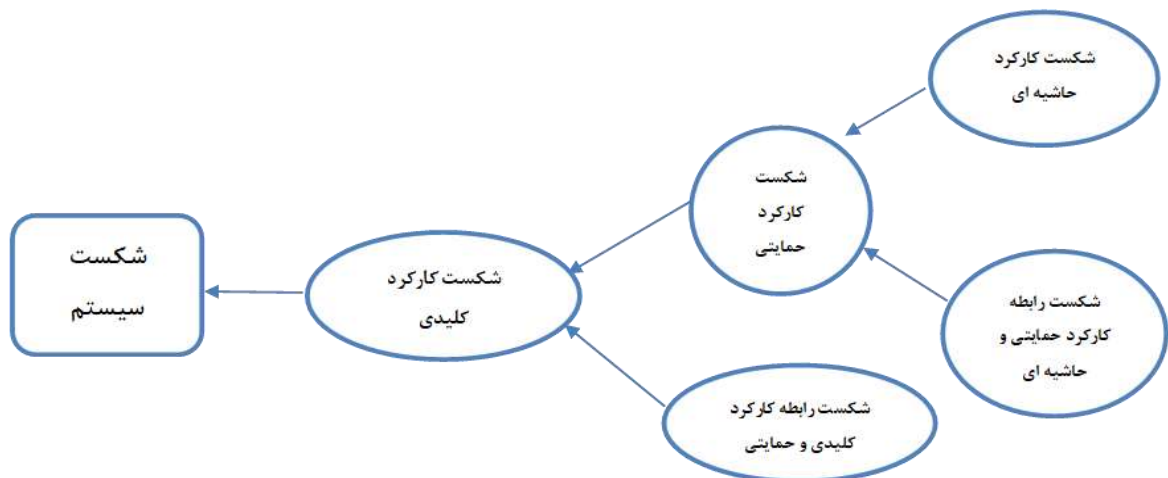 شکست کارکرد
حاشیه ای
شکست
کارکرد
حمایتی
شکست رابطه
کارکرد حمایتی و
حاشیه ای
شکست کارکرد
کلیدی
شکست رابطه کارکرد
کلیدی و حمایتی
شکست
سیستم